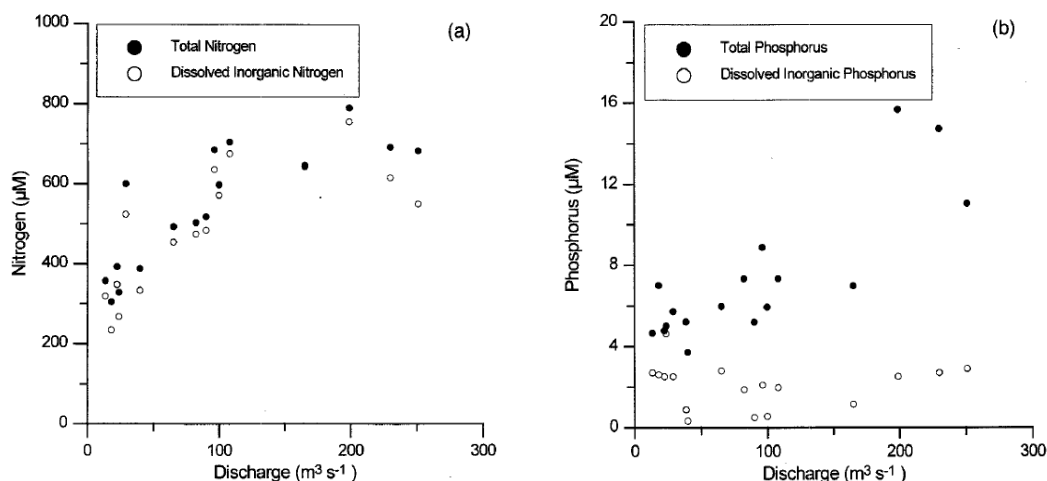 (a)
Total Nitrogen
Dissolved Inorganic Nitrogen
1000
800
600
400
200
0
Nitrogen (µM)
0
100
200
300
Discharge (m³ s⁻¹)
(b)
Total Phosphorus
Dissolved Inorganic Phosphorus
20
16
12
8
4
0
Phosphorus (µM)
0
100
200
300
Discharge (m³ s⁻¹)